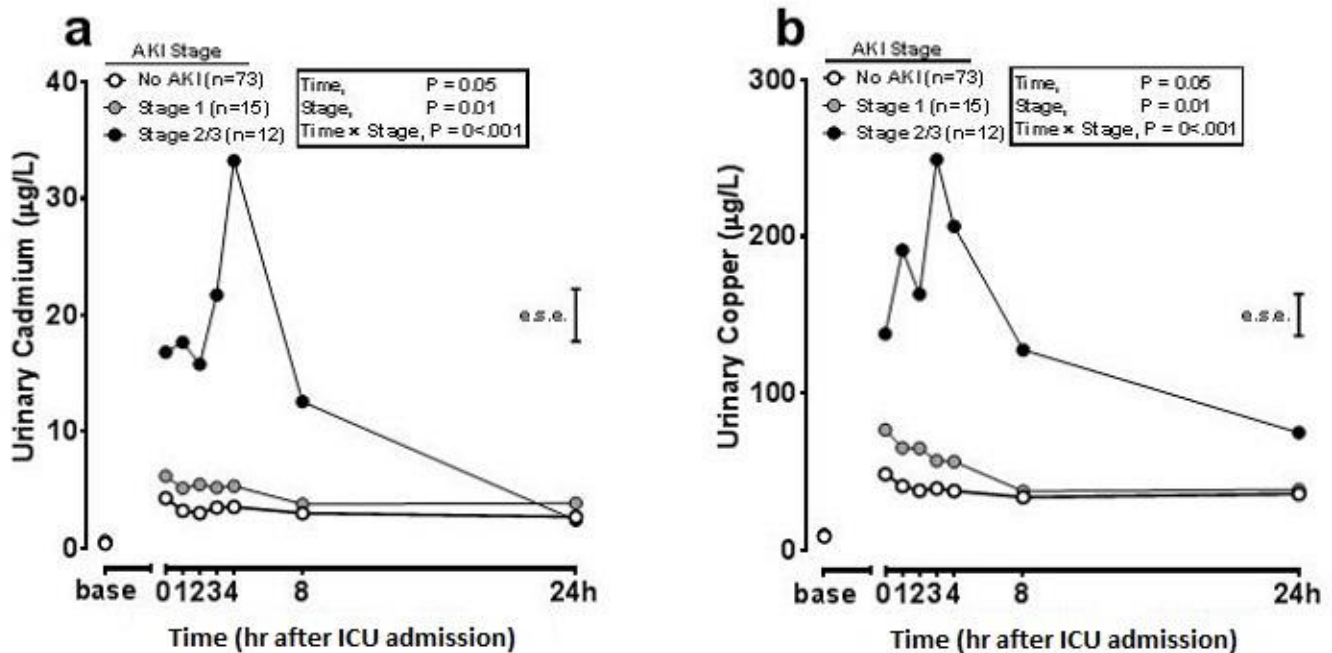 a
AKI Stage
No AKI (n=73)
Stage 1 (n=15)
Stage 2/3 (n=12)
Time, P = 0.05
Stage, P = 0.01
Time × Stage, P = 0<.001
Urinary Cadmium (µg/L)
40
30
20
10
0
e.s.e.
base 0 1 2 3 4 8 24h
Time (hr after ICU admission)
b
AKI Stage
No AKI (n=73)
Stage 1 (n=15)
Stage 2/3 (n=12)
Time, P = 0.05
Stage, P = 0.01
Time × Stage, P = 0<.001
Urinary Copper (µg/L)
300
200
100
0
e.s.e.
base 0 1 2 3 4 8 24h
Time (hr after ICU admission)